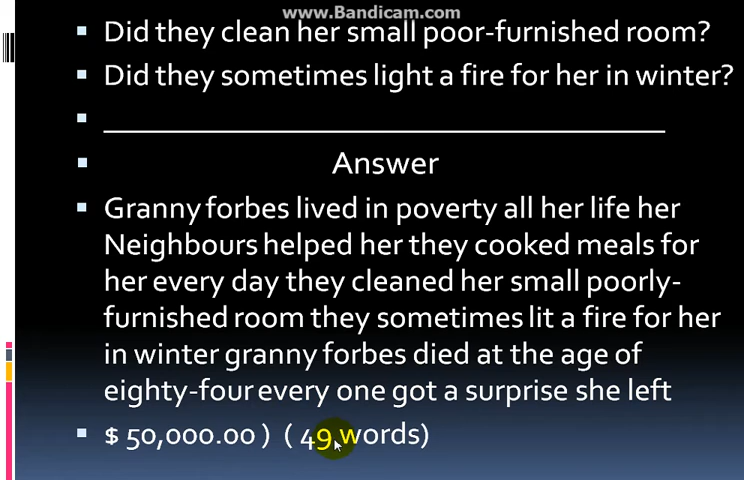 www.Bandicam.com
Did they clean her small poor-furnished room?
Did they sometimes light a fire for her in winter?
Answer
Granny forbes lived in poverty all her life her
Neighbours helped her they cooked meals for
her every day they cleaned her small poorly-
furnished room they sometimes lit a fire for her
in winter granny forbes died at the age of
eighty-four every one got a surprise she left
$ 50,000.00 ) ( 49 words)